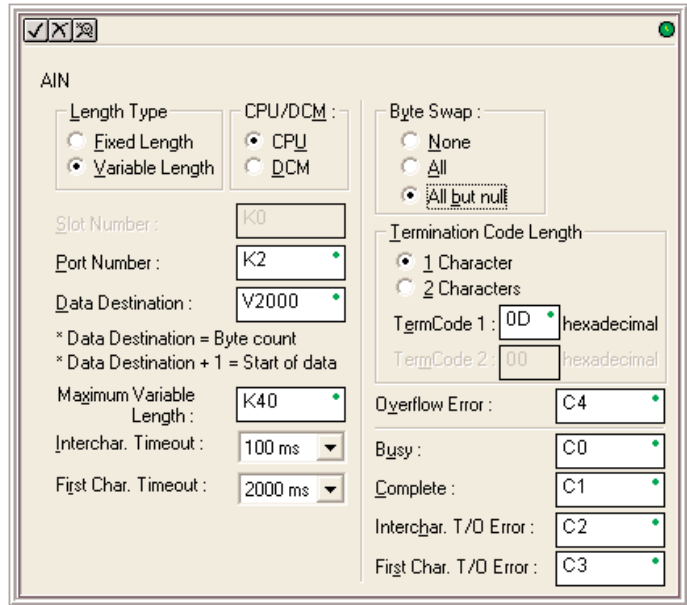 AIN
Length Type
Fixed Length
Variable Length
CPU/DCM :
CPU
DCM
Slot Number : K0
Port Number : K2
Data Destination : V2000
* Data Destination = Byte count
* Data Destination + 1 = Start of data
Maximum Variable
Length : K40
Interchar. Timeout : 100 ms
First Char. Timeout : 2000 ms
Byte Swap :
None
All
All but null
Termination Code Length
1 Character
2 Characters
TermCode 1 : 0D hexadecimal
TermCode 2 : 00 hexadecimal
Overflow Error : C4
Busy : C0
Complete : C1
Interchar. T/O Error : C2
First Char. T/O Error : C3